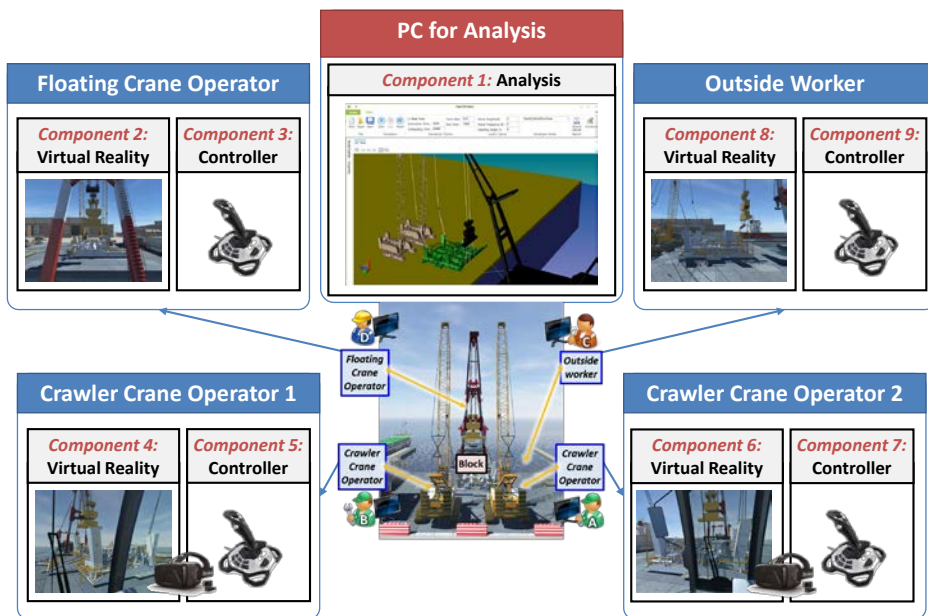 PC for Analysis
Component 1: Analysis
Floating Crane Operator
Component 2:
Virtual Reality
Component 3:
Controller
Outside Worker
Component 8:
Virtual Reality
Component 9:
Controller
D
C
Floating
Crane
Operator
Outside
worker
Crawler
Crane
Operator
Block
Crawler
Crane
Operator
B
A
Crawler Crane Operator 1
Component 4:
Virtual Reality
Component 5:
Controller
Crawler Crane Operator 2
Component 6:
Virtual Reality
Component 7:
Controller